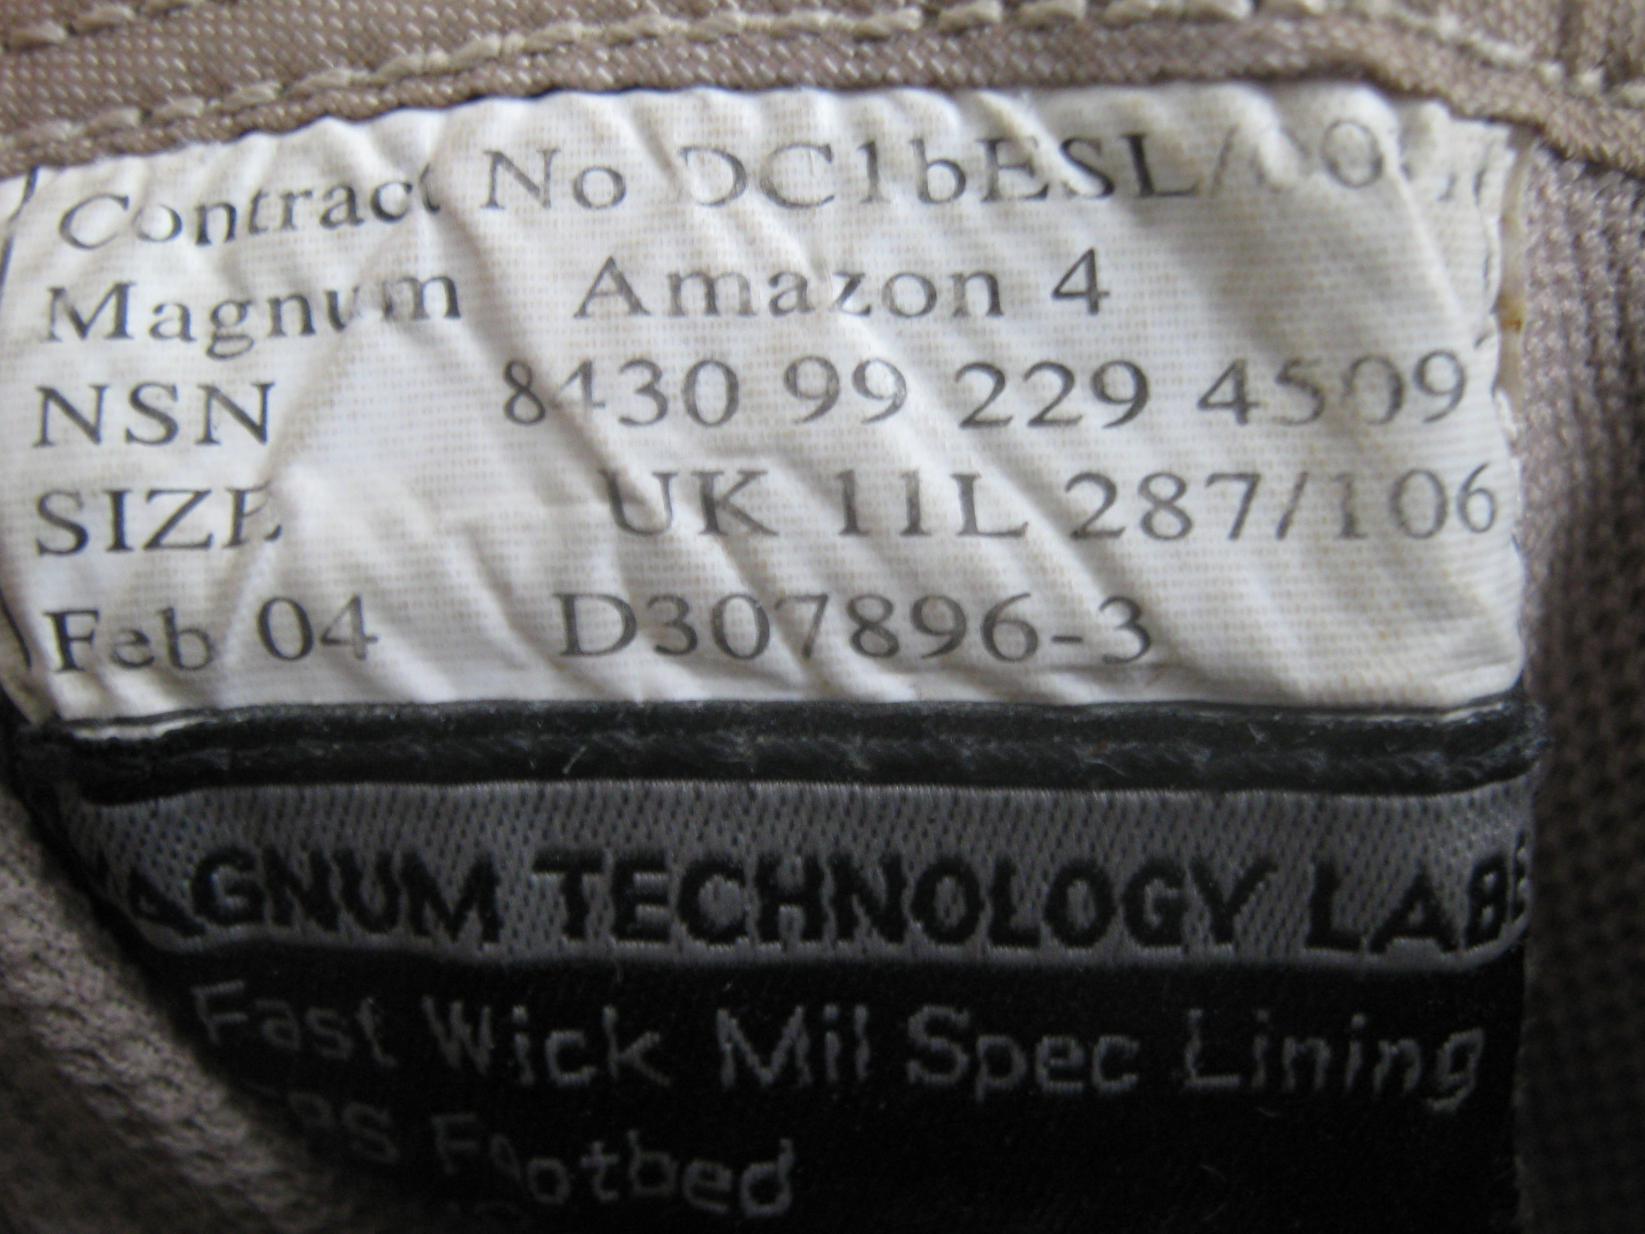 Contract No DC1bESL/
Magnum Amazon 4
NSN 8430 99 229 4509
SIZE UK 11L 287/106
Feb 04 D307896-3
MAGNUM TECHNOLOGY
Fast Wick Mil Spec Lining
Footbed